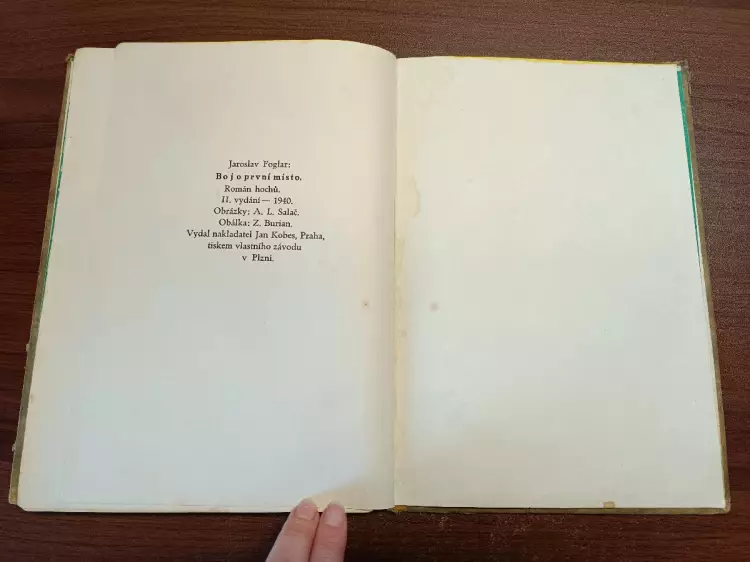 Jaroslav Foglar:
Boj o první místo.
Román hochů.
II. vydání — 1940.
Obrázky: A. L. Salač.
Obálka: Z. Burian.
Vydal nakladatel Jan Kobes, Praha,
tiskem vlastního závodu
v Plzni.